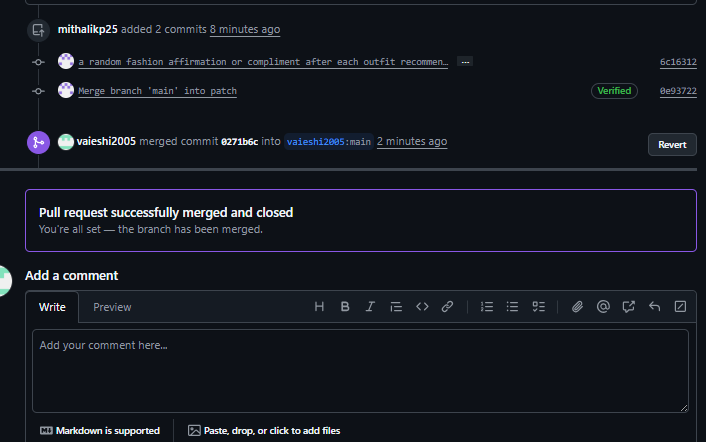 mithalikp25 added 2 commits 8 minutes ago
a random fashion affirmation or compliment after each outfit recommen… … 6c16312
Merge branch 'main' into patch Verified 0e93722
vaieshi2005 merged commit 0271b6c into vaieshi2005:main 2 minutes ago Revert
Pull request successfully merged and closed
You're all set — the branch has been merged.
Add a comment
Write Preview
Add your comment here...
Markdown is supported Paste, drop, or click to add files